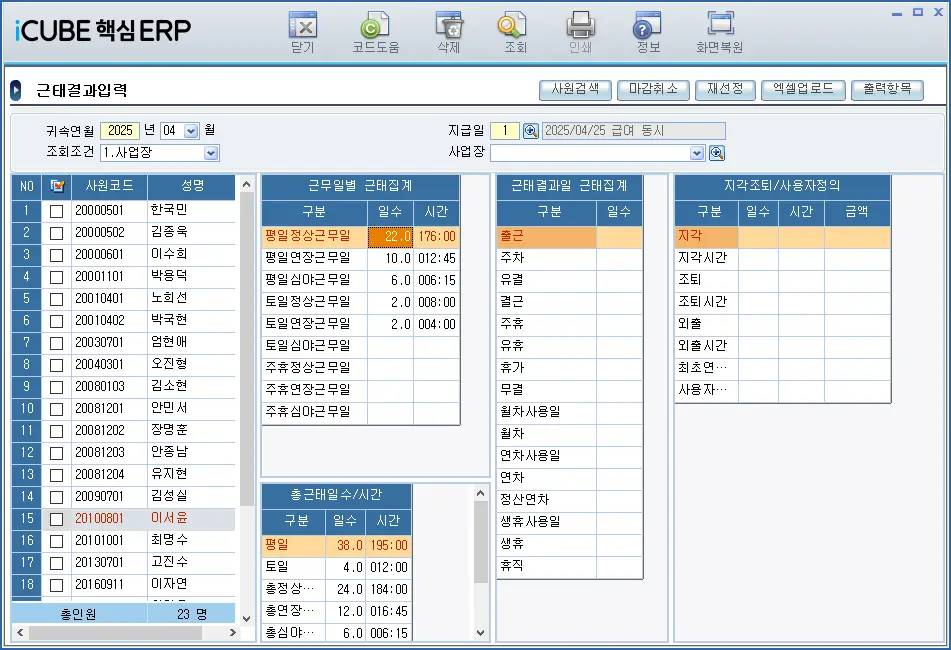 iCUBE 핵심ERP
닫기 코드도움 삭제 조회 인쇄 정보 화면복원
근태결과입력
사원검색 마감취소 재선정 엑셀업로드 출력항목
귀속연월 2025 년 04 월
지급일 1 2025/04/25 급여 동시
조회조건 1.사업장
사업장
NO 사원코드 성명
1 20000501 한국민
2 20000502 김종욱
3 20000601 이수희
4 20001101 박용덕
5 20010401 노희선
6 20010402 박국현
7 20030701 엄현애
8 20040301 오진형
9 20080103 김소현
10 20081201 안민서
11 20081202 장명훈
12 20081203 안종남
13 20081204 유지현
14 20090701 김성실
15 20100801 이서윤
16 20101001 최명수
17 20130701 고진수
18 20160911 이자연
총인원 23 명
근무일별 근태집계
구분 일수 시간
평일정상근무일 22.0 176:00
평일연장근무일 10.0 012:45
평일심야근무일 6.0 006:15
토일정상근무일 2.0 008:00
토일연장근무일 2.0 004:00
토일심야근무일
주휴정상근무일
주휴연장근무일
주휴심야근무일
총근태일수/시간
구분 일수 시간
평일 38.0 195:00
토일 4.0 012:00
총정상… 24.0 184:00
총연장… 12.0 016:45
총심야… 6.0 006:15
근태결과일 근태집계
구분 일수
출근
주차
유결
결근
주휴
유휴
휴가
무결
월차사용일
월차
연차사용일
연차
정산연차
생휴사용일
생휴
휴직
지각조퇴/사용자정의
구분 일수 시간 금액
지각
지각시간
조퇴
조퇴시간
외출
외출시간
최초연…
사용자…